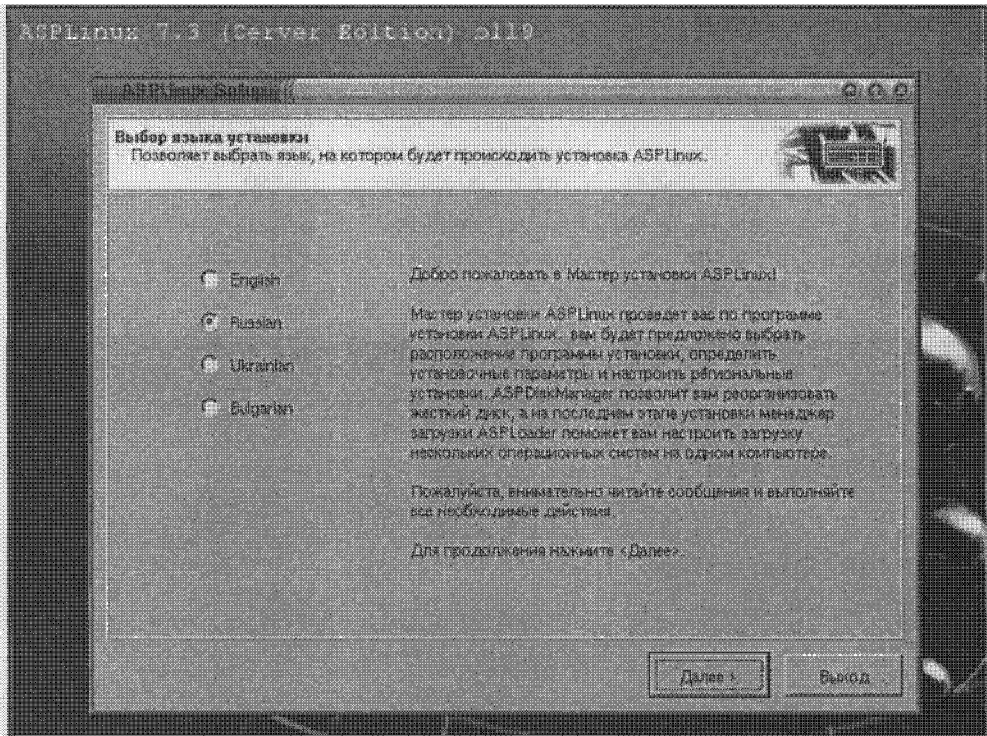 ASPLinux 7.3 (Server Edition) b119
ASPLinux Setup
Выбор языка установки
Позволяет выбрать язык, на котором будет происходить установка ASPLinux.
English
Russian
Ukrainian
Bulgarian
Добро пожаловать в Мастер установки ASPLinux!
Мастер установки ASPLinux проведет вас по программе
установки ASPLinux. вам будет предложено выбрать
расположение программы установки, определить
установочные параметры и настроить региональные
установки. ASPDiskManager позволит вам реорганизовать
жесткий диск, а на последнем этапе установки менеджер
загрузки ASPLoader поможет вам настроить загрузку
нескольких операционных систем на одном компьютере.
Пожалуйста, внимательно читайте сообщения и выполняйте
все необходимые действия.
Для продолжения нажмите <Далее>.
Далее >
Выход